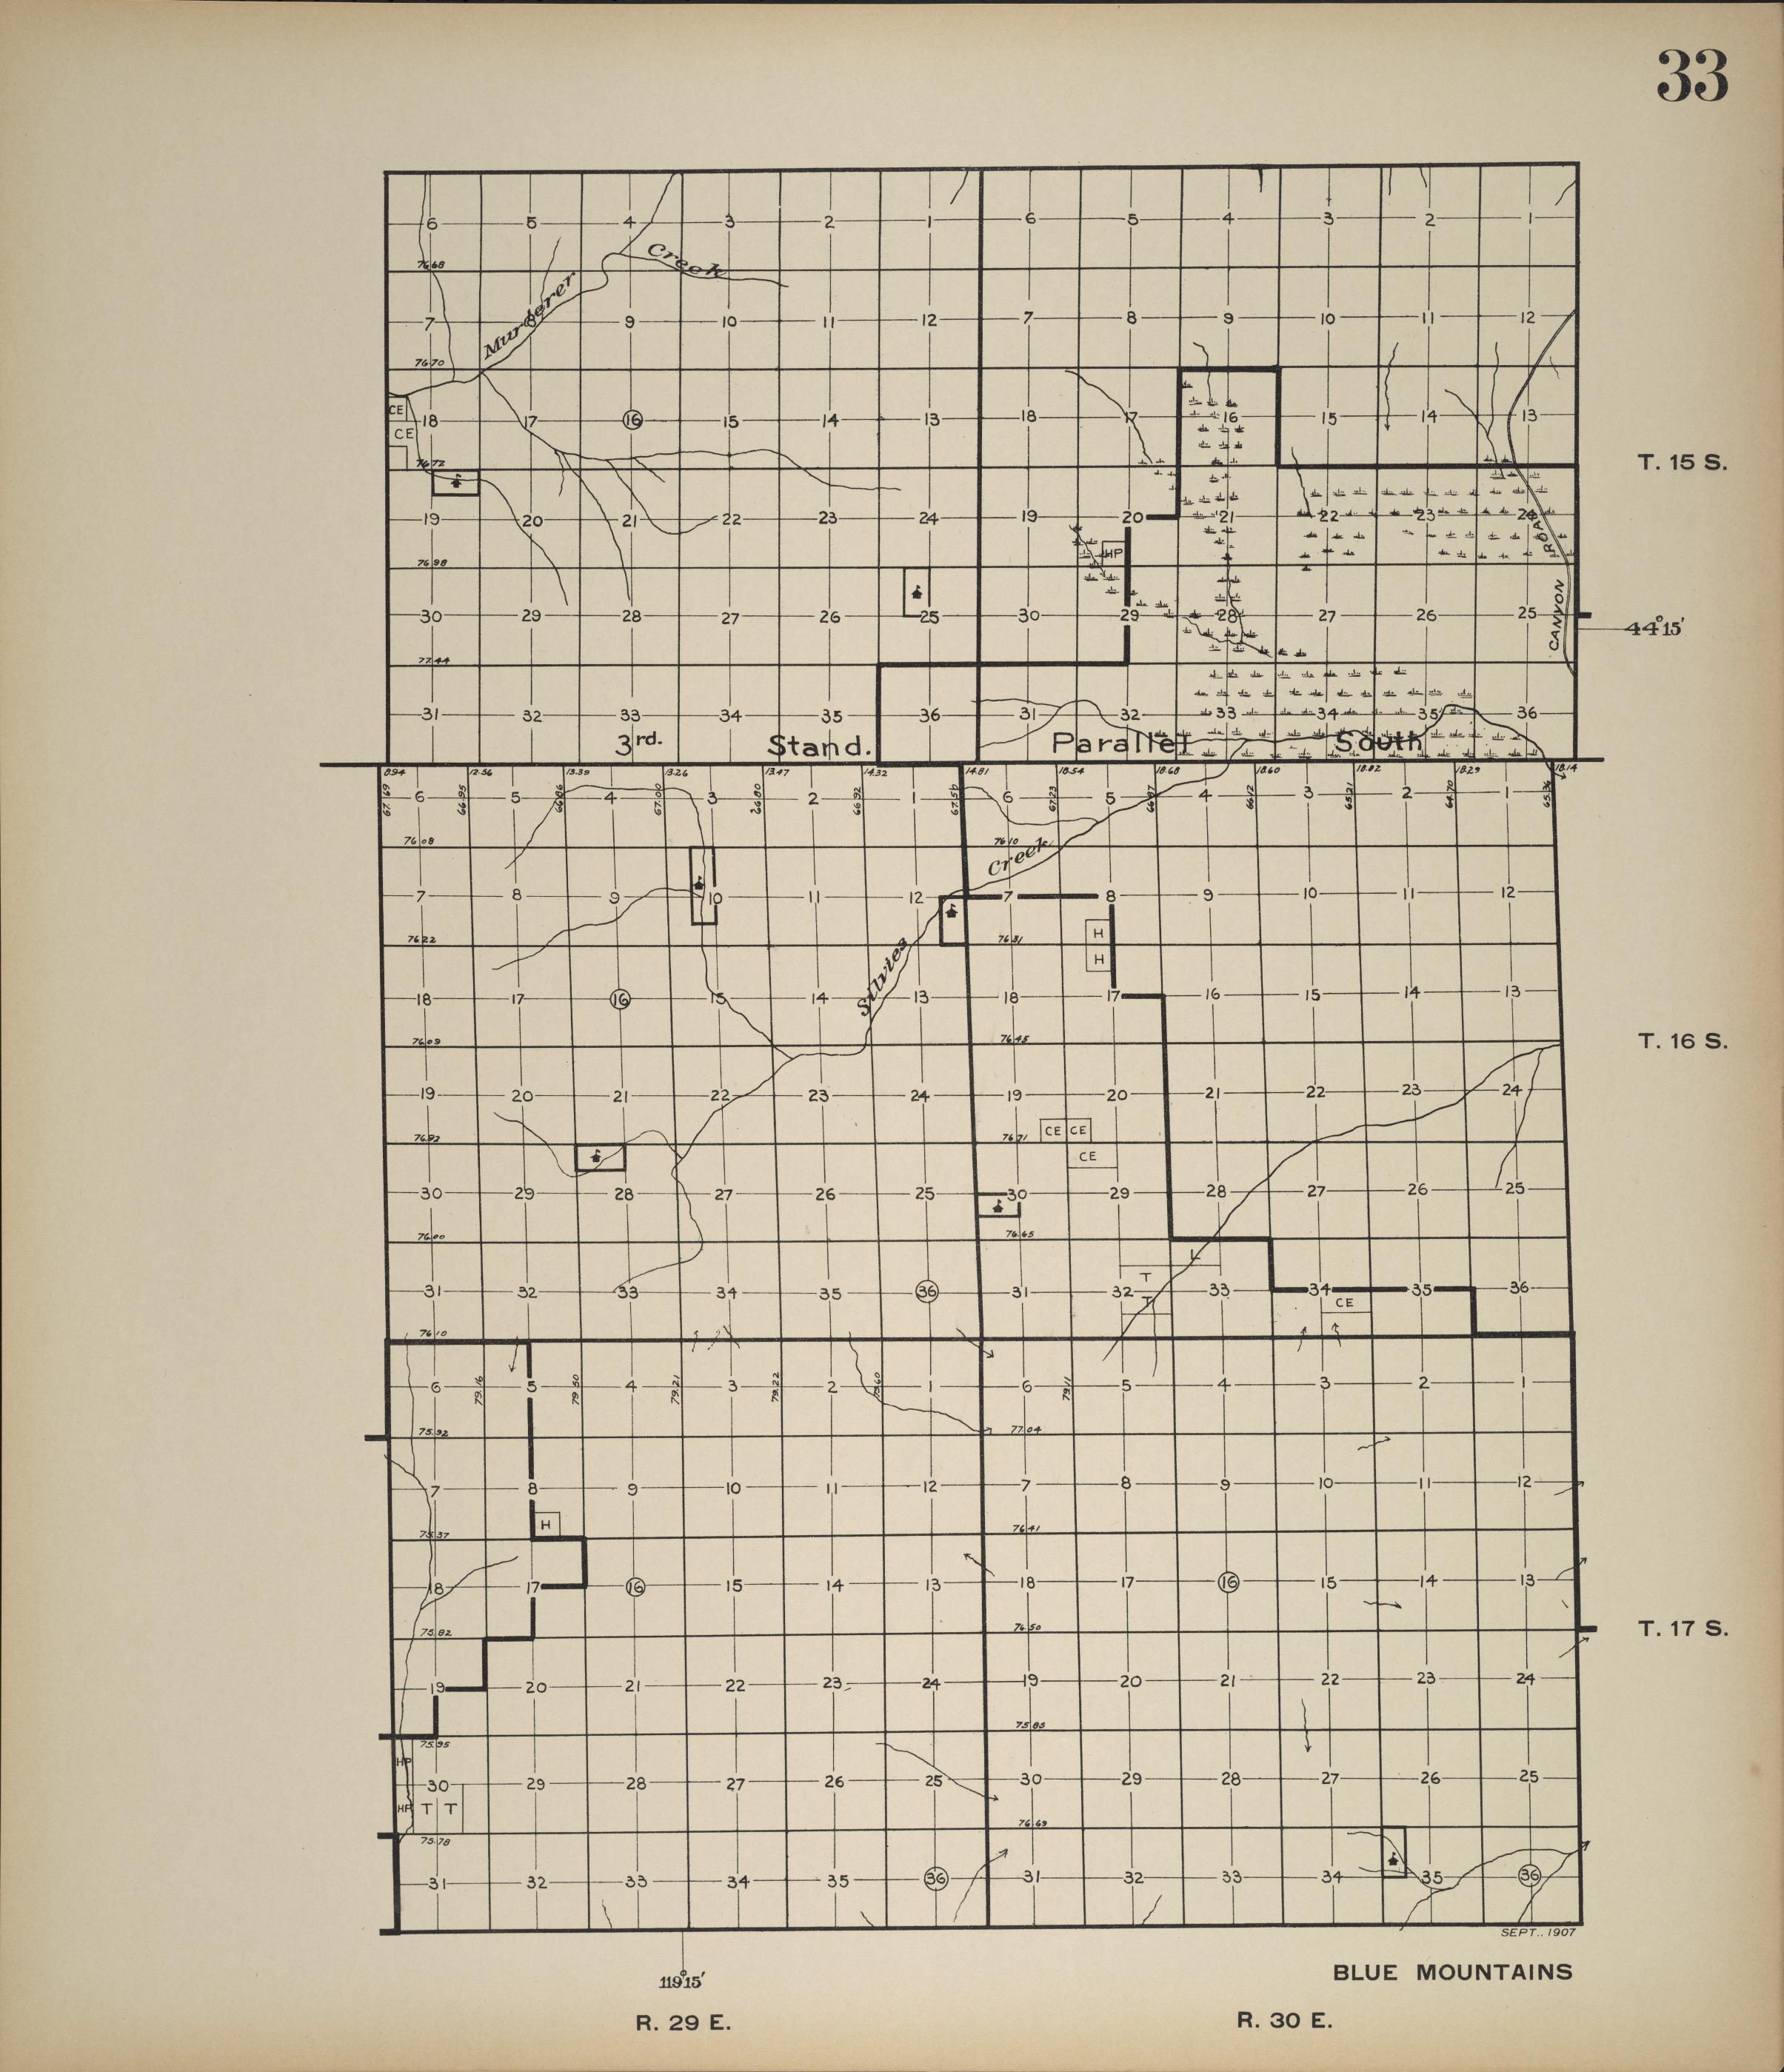 33
6 5 4 3 2 1 6 5 4 3 2 1
Creek
76.68
Murderer
7 8 9 10 11 12 7 8 9 10 11 12
76.70
CE
18 17 16 15 14 13 18 17 16 15 14 13
CE
76.72
T. 15 S.
19 20 21 22 23 24 19 20 21 22 23 24
ROAD
HP
76.98
30 29 28 27 26 25 30 29 28 27 26 25
CANYON
44°15'
77.44
31 32 33 34 35 36 31 32 33 34 35 36
3rd. Stand. Parallel South
8.94 12.56 13.39 13.26 13.47 14.32 14.81 18.54 18.68 18.60 18.82 18.29 18.14
67.69 66.95 66.86 67.00 66.92 67.23 66.12 65.21 64.70
6 5 4 3 2 1 6 5 4 3 2 1
76.08 76.10
Creek
7 8 9 10 11 12 7 8 9 10 11 12
H
76.22 76.31
Silvies
H
18 17 16 15 14 13 18 17 16 15 14 13
76.09 76.45
T. 16 S.
19 20 21 22 23 24 19 20 21 22 23 24
CE CE
76.92 76.71
CE
30 29 28 27 26 25 30 29 28 27 26 25
76.00 76.65
L
T
31 32 33 34 35 36 31 32 33 34 35 36
T
CE
76.10
79.16 79.50 79.21 79.22 79.60 79.11
6 5 4 3 2 1 6 5 4 3 2 1
75.92 77.04
7 8 9 10 11 12 7 8 9 10 11 12
H
75.37 76.41
18 17 16 15 14 13 18 17 16 15 14 13
75.82 76.50
T. 17 S.
19 20 21 22 23 24 19 20 21 22 23 24
75.95 75.85
HP
30 29 28 27 26 25 30 29 28 27 26 25
HP T T
75.78 76.69
31 32 33 34 35 36 31 32 33 34 35 36
SEPT., 1907
119°15'
BLUE MOUNTAINS
R. 29 E. R. 30 E.